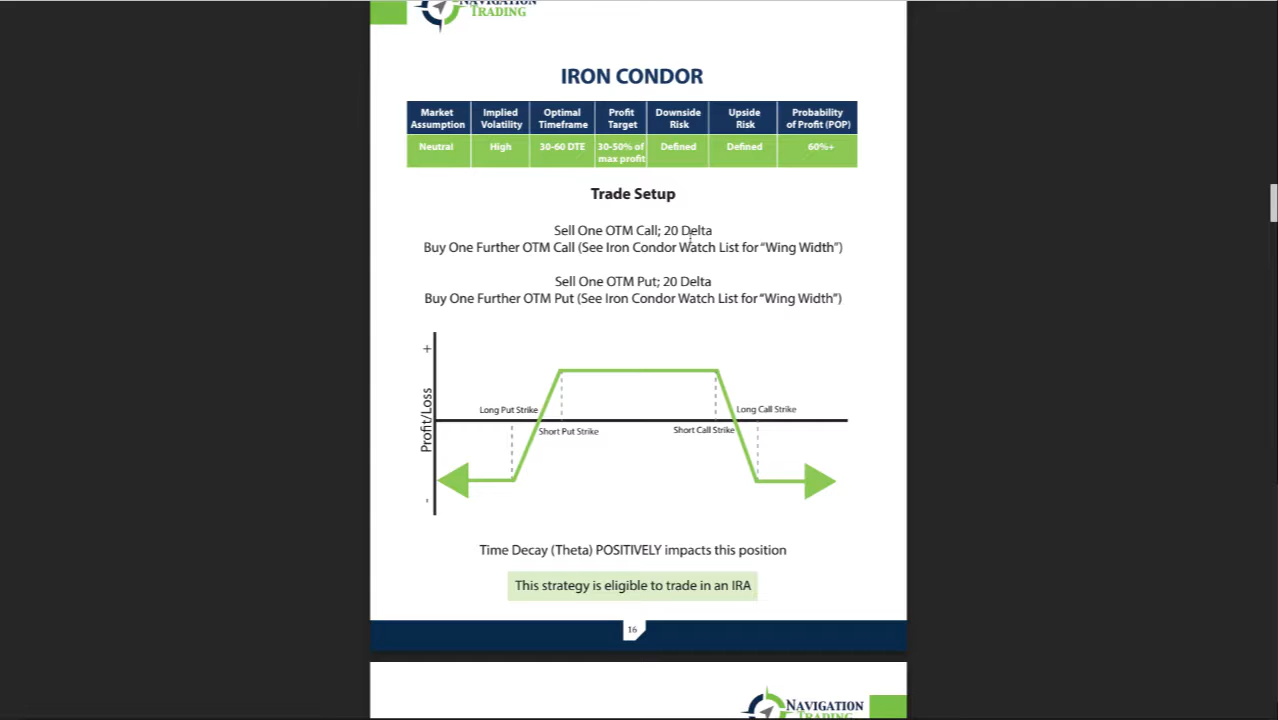 NAVIGATION
TRADING
IRON CONDOR
Market Assumption
Implied Volatility
Optimal Timeframe
Profit Target
Downside Risk
Upside Risk
Probability of Profit (POP)
Neutral
High
30-60 DTE
30-50% of max profit
Defined
Defined
60%+
Trade Setup
Sell One OTM Call; 20 Delta
Buy One Further OTM Call (See Iron Condor Watch List for “Wing Width”)
Sell One OTM Put; 20 Delta
Buy One Further OTM Put (See Iron Condor Watch List for “Wing Width”)
+
Profit/Loss
-
Long Put Strike
Short Put Strike
Short Call Strike
Long Call Strike
Time Decay (Theta) POSITIVELY impacts this position
This strategy is eligible to trade in an IRA
16
NAVIGATION
TRADING